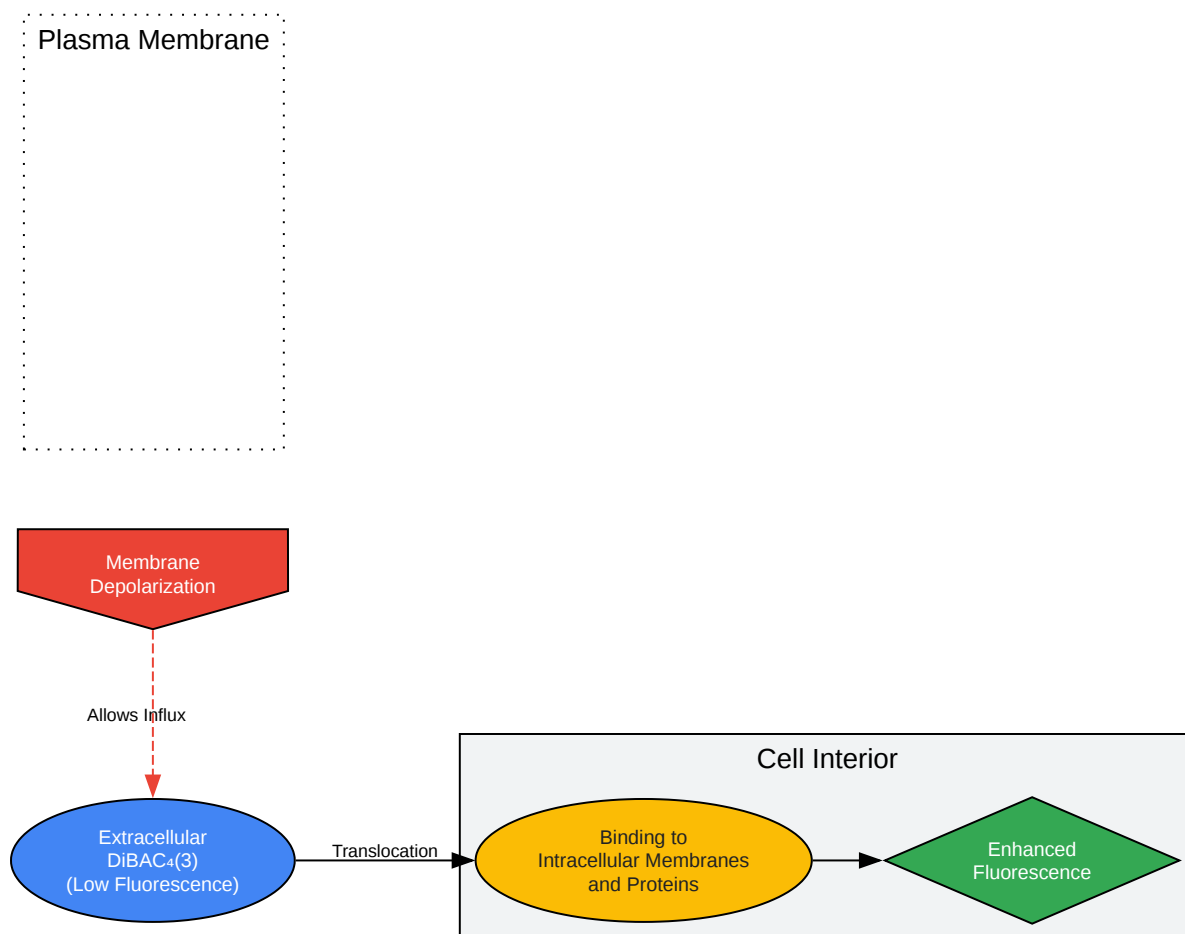 Plasma Membrane
Membrane
Depolarization
Allows Influx
Cell Interior
Extracellular
DiBAC₄(3)
(Low Fluorescence)
Translocation
Binding to
Intracellular Membranes
and Proteins
Enhanced
Fluorescence